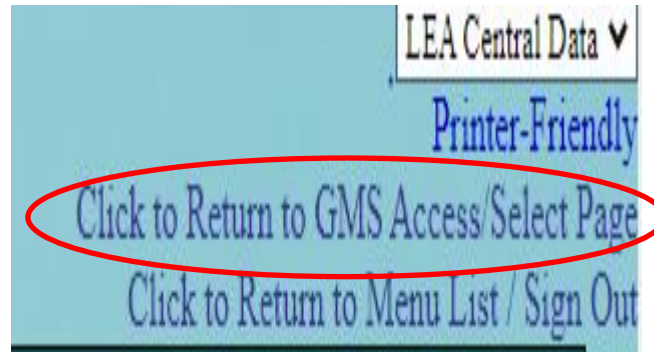 LEA Central Data
Printer-Friendly
Click to Return to GMS Access/Select Page
Click to Return to Menu List / Sign Out